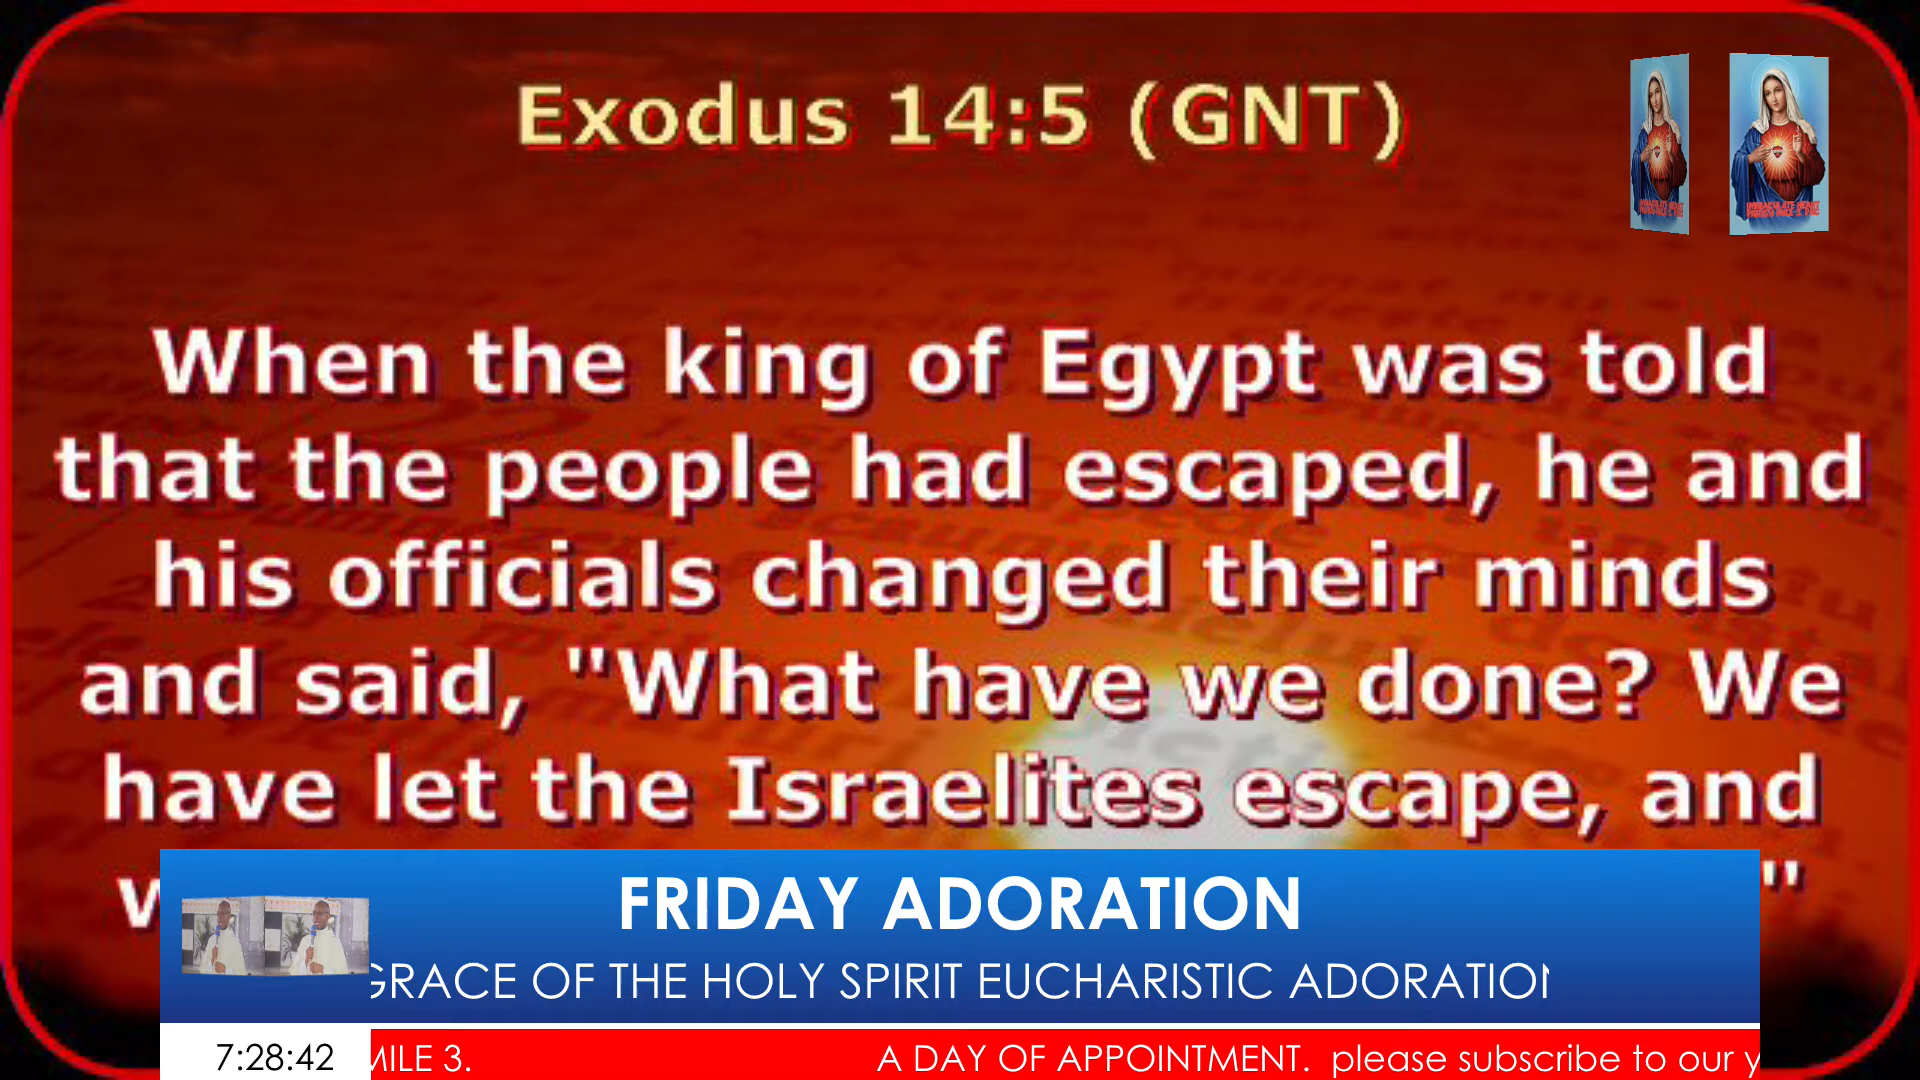 Exodus 14:5 (GNT)
When the king of Egypt was told
that the people had escaped, he and
his officials changed their minds
and said, "What have we done? We
have let the Israelites escape, and
"
FRIDAY ADORATION
GRACE OF THE HOLY SPIRIT EUCHARISTIC ADORATION
7:28:42 MILE 3. A DAY OF APPOINTMENT. please subscribe to our y